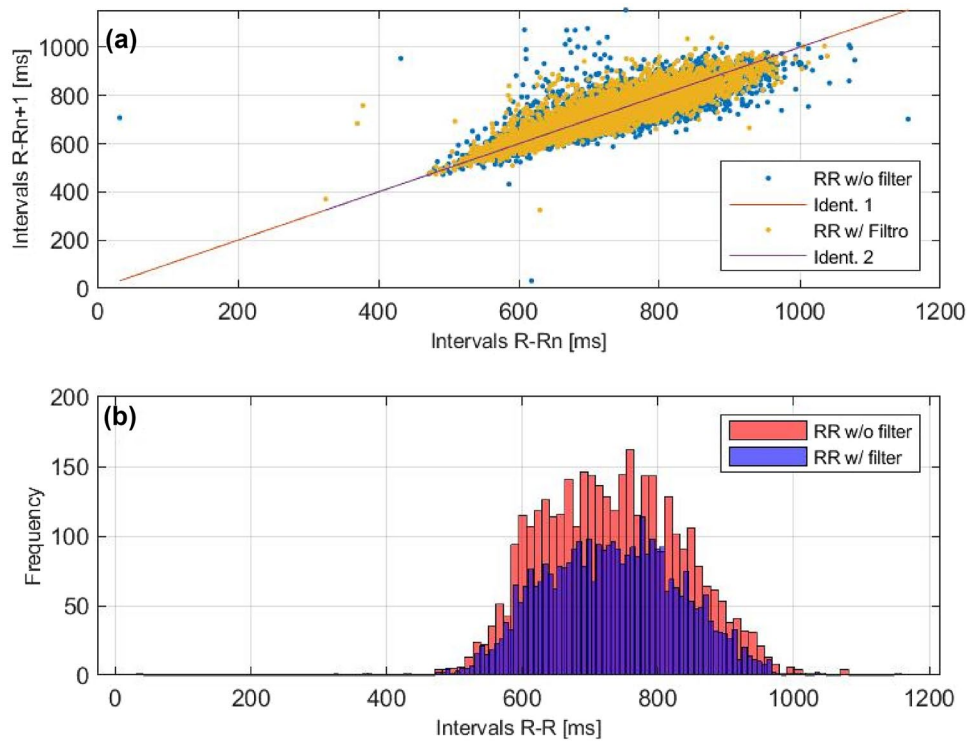 (a)
Intervals R-Rn+1 [ms]
1000
800
600
400
200
0
RR w/o filter
Ident. 1
RR w/ Filtro
Ident. 2
0 200 400 600 800 1000 1200
Intervals R-Rn [ms]
(b)
Frequency
200
150
100
50
0
RR w/o filter
RR w/ filter
0 200 400 600 800 1000 1200
Intervals R-R [ms]